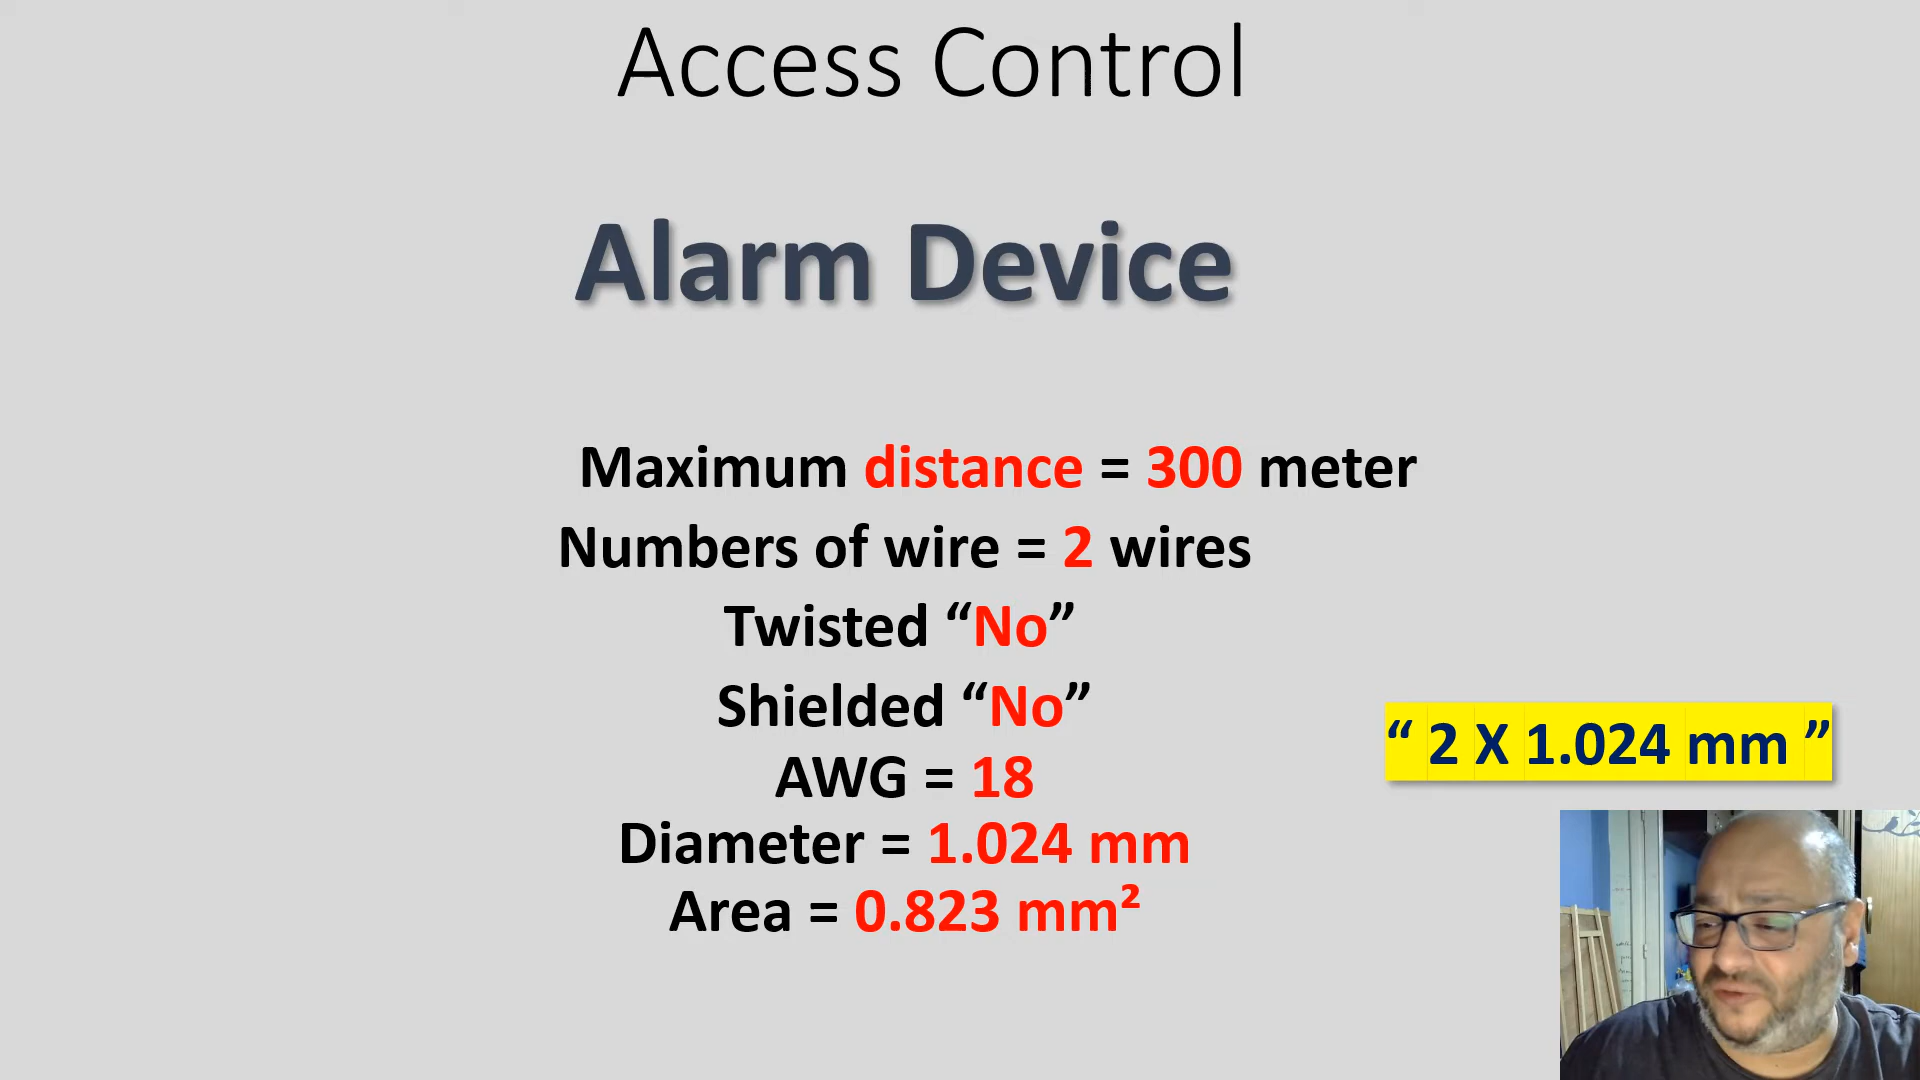 Access Control
Alarm Device
Maximum distance = 300 meter
Numbers of wire = 2 wires
Twisted “No”
Shielded “No”
“ 2 X 1.024 mm ”
AWG = 18
Diameter = 1.024 mm
Area = 0.823 mm²